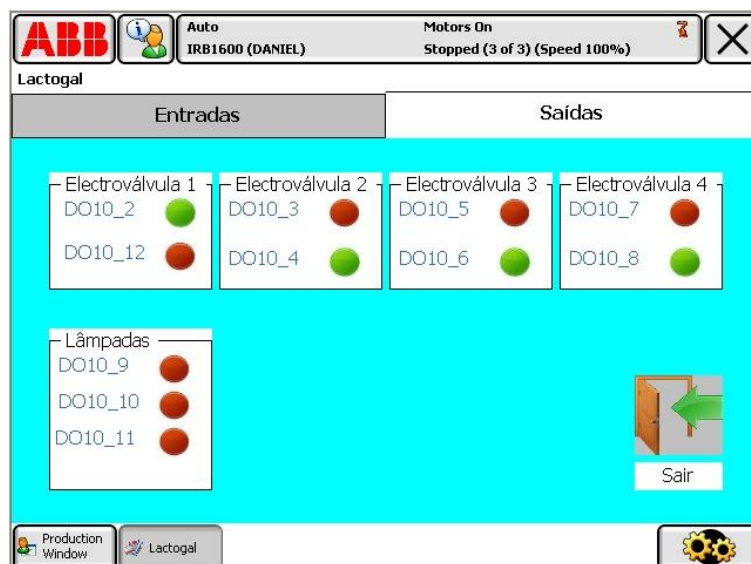 ABB
Auto
IRB1600 (DANIEL)
Motors On
Stopped (3 of 3) (Speed 100%)
Lactogal
Entradas
Saídas
Electroválvula 1
DO10_2
DO10_12
Electroválvula 2
DO10_3
DO10_4
Electroválvula 3
DO10_5
DO10_6
Electroválvula 4
DO10_7
DO10_8
Lâmpadas
DO10_9
DO10_10
DO10_11
Sair
Production
Window
Lactogal